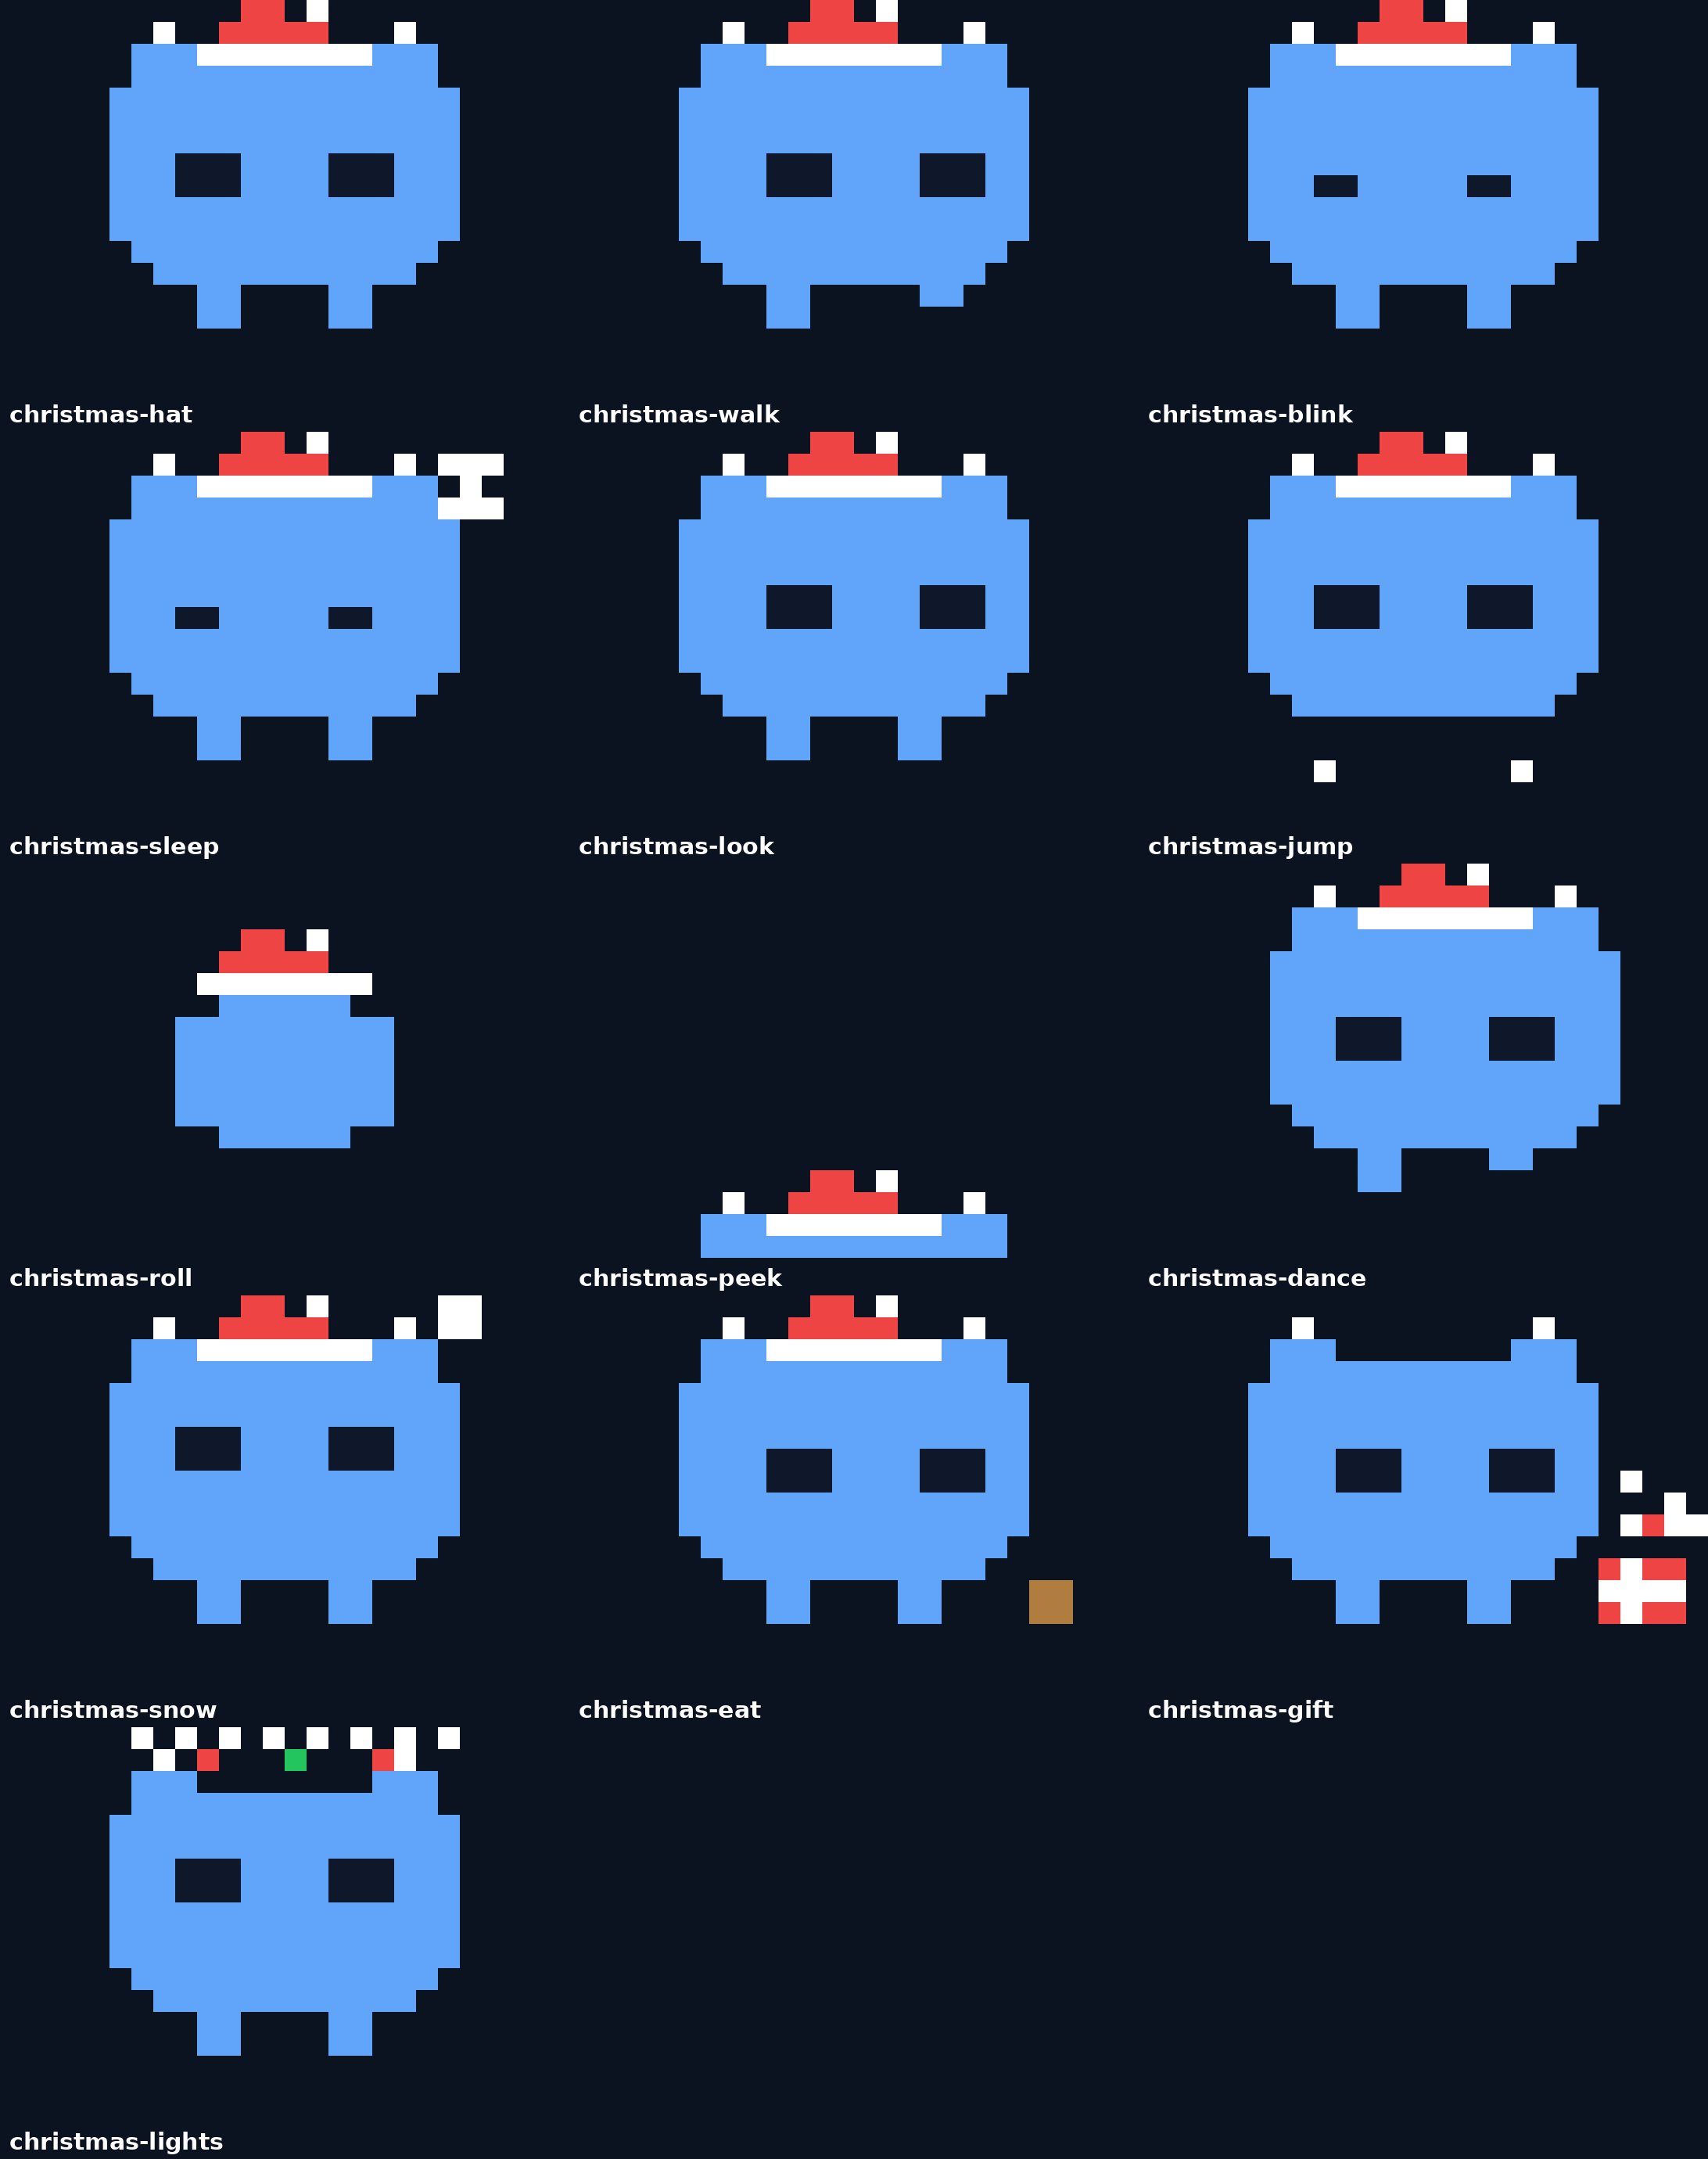 christmas-hat
christmas-walk
christmas-blink
christmas-sleep
christmas-look
christmas-jump
christmas-roll
christmas-peek
christmas-dance
christmas-snow
christmas-eat
christmas-gift
christmas-lights